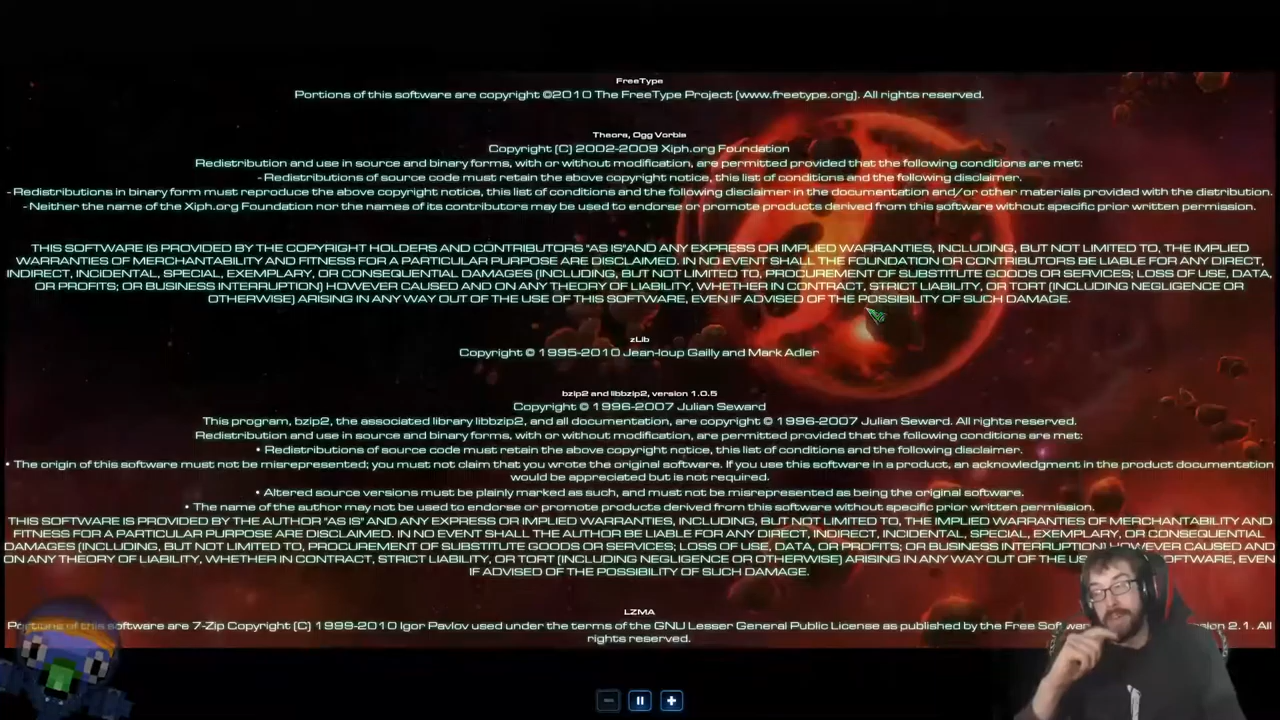 FreeType
Portions of this software are copyright ©2010 The FreeType Project (www.freetype.org). All rights reserved.
Theora, Ogg Vorbis
Copyright (C) 2002-2009 Xiph.org Foundation
Redistribution and use in source and binary forms, with or without modification, are permitted provided that the following conditions are met:
- Redistributions of source code must retain the above copyright notice, this list of conditions and the following disclaimer.
- Redistributions in binary form must reproduce the above copyright notice, this list of conditions and the following disclaimer in the documentation and/or other materials provided with the distribution.
- Neither the name of the Xiph.org Foundation nor the names of its contributors may be used to endorse or promote products derived from this software without specific prior written permission.
THIS SOFTWARE IS PROVIDED BY THE COPYRIGHT HOLDERS AND CONTRIBUTORS "AS IS"AND ANY EXPRESS OR IMPLIED WARRANTIES, INCLUDING, BUT NOT LIMITED TO, THE IMPLIED
WARRANTIES OF MERCHANTABILITY AND FITNESS FOR A PARTICULAR PURPOSE ARE DISCLAIMED. IN NO EVENT SHALL THE FOUNDATION OR CONTRIBUTORS BE LIABLE FOR ANY DIRECT,
INDIRECT, INCIDENTAL, SPECIAL, EXEMPLARY, OR CONSEQUENTIAL DAMAGES (INCLUDING, BUT NOT LIMITED TO, PROCUREMENT OF SUBSTITUTE GOODS OR SERVICES; LOSS OF USE, DATA,
OR PROFITS; OR BUSINESS INTERRUPTION) HOWEVER CAUSED AND ON ANY THEORY OF LIABILITY, WHETHER IN CONTRACT, STRICT LIABILITY, OR TORT (INCLUDING NEGLIGENCE OR
OTHERWISE) ARISING IN ANY WAY OUT OF THE USE OF THIS SOFTWARE, EVEN IF ADVISED OF THE POSSIBILITY OF SUCH DAMAGE.
zLib
Copyright © 1995-2010 Jean-loup Gailly and Mark Adler
bzip2 and libbzip2, version 1.0.5
Copyright © 1996-2007 Julian Seward
This program, bzip2, the associated library libbzip2, and all documentation, are copyright © 1996-2007 Julian Seward. All rights reserved.
Redistribution and use in source and binary forms, with or without modification, are permitted provided that the following conditions are met:
• Redistributions of source code must retain the above copyright notice, this list of conditions and the following disclaimer.
• The origin of this software must not be misrepresented; you must not claim that you wrote the original software. If you use this software in a product, an acknowledgment in the product documentation
would be appreciated but is not required.
• Altered source versions must be plainly marked as such, and must not be misrepresented as being the original software.
• The name of the author may not be used to endorse or promote products derived from this software without specific prior written permission.
THIS SOFTWARE IS PROVIDED BY THE AUTHOR "AS IS" AND ANY EXPRESS OR IMPLIED WARRANTIES, INCLUDING, BUT NOT LIMITED TO, THE IMPLIED WARRANTIES OF MERCHANTABILITY AND
FITNESS FOR A PARTICULAR PURPOSE ARE DISCLAIMED. IN NO EVENT SHALL THE AUTHOR BE LIABLE FOR ANY DIRECT, INDIRECT, INCIDENTAL, SPECIAL, EXEMPLARY, OR CONSEQUENTIAL
DAMAGES (INCLUDING, BUT NOT LIMITED TO, PROCUREMENT OF SUBSTITUTE GOODS OR SERVICES; LOSS OF USE, DATA, OR PROFITS; OR BUSINESS INTERRUPTION) HOWEVER CAUSED AND
ON ANY THEORY OF LIABILITY, WHETHER IN CONTRACT, STRICT LIABILITY, OR TORT (INCLUDING NEGLIGENCE OR OTHERWISE) ARISING IN ANY WAY OUT OF THE SOFTWARE, EVEN
IF ADVISED OF THE POSSIBILITY OF SUCH DAMAGE.
LZMA
Portions of this software are 7-Zip Copyright (C) 1999-2010 Igor Pavlov used under the terms of the GNU Lesser General Public License as published by the Free 2.1. All
rights reserved.